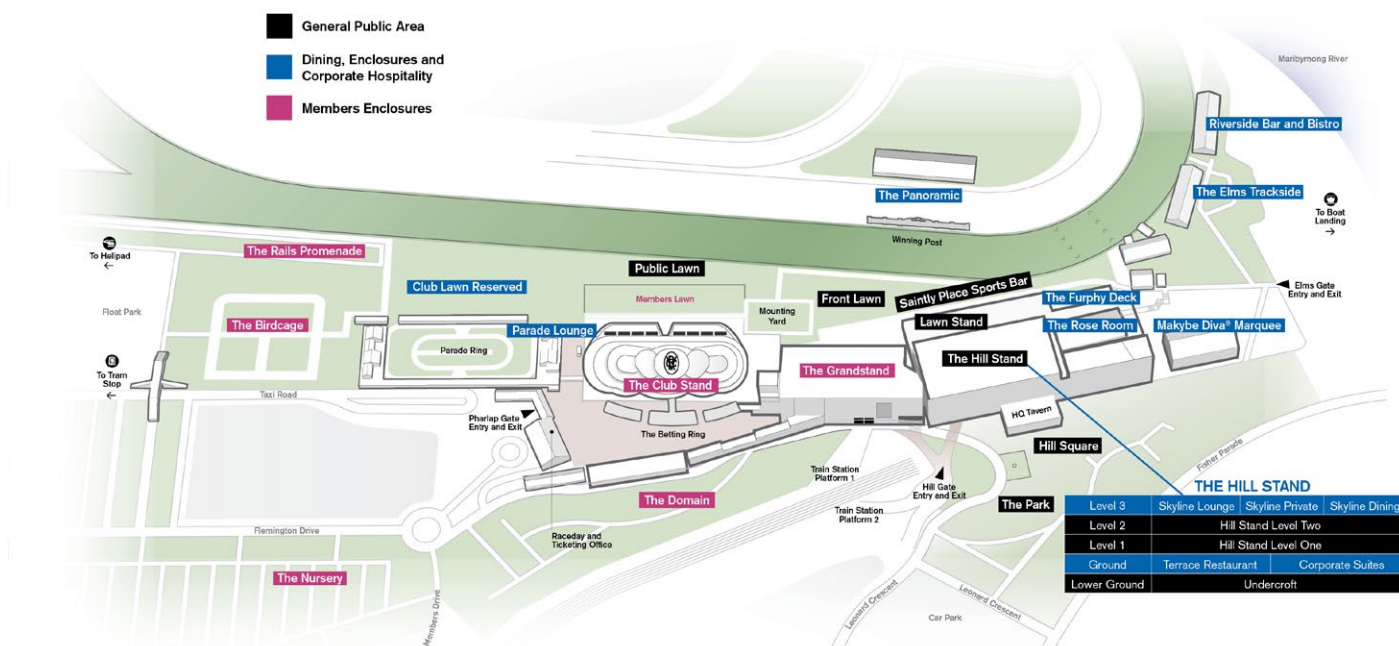 General Public Area
Dining, Enclosures and
Corporate Hospitality
Members Enclosures
Maribyrnong River
Riverside Bar and Bistro
The Panoramic
The Elms Trackside
To Boat
Landing
Winning Post
To Helipad
The Rails Promenade
Public Lawn
Club Lawn Reserved
Members Lawn
Front Lawn
Saintly Place Sports Bar
The Furphy Deck
Elms Gate
Entry and Exit
Float Park
The Birdcage
Parade Lounge
Mounting
Yard
Lawn Stand
The Rose Room
Makybe Diva® Marquee
Parade Ring
The Hill Stand
To Tram
Stop
The Club Stand
The Grandstand
Taxi Road
Pharlap Gate
Entry and Exit
The Betting Ring
HQ Tavern
Hill Square
Fisher Parade
Train Station
Platform 1
Hill Gate
Entry and Exit
The Domain
The Park
Train Station
Platform 2
Flemington Drive
Raceday and
Ticketing Office
The Nursery
Members Drive
Leonard Crescent
Leonard Crescent
Car Park
THE HILL STAND
Level 3 Skyline Lounge Skyline Private Skyline Dining
Level 2 Hill Stand Level Two
Level 1 Hill Stand Level One
Ground Terrace Restaurant Corporate Suites
Lower Ground Undercroft